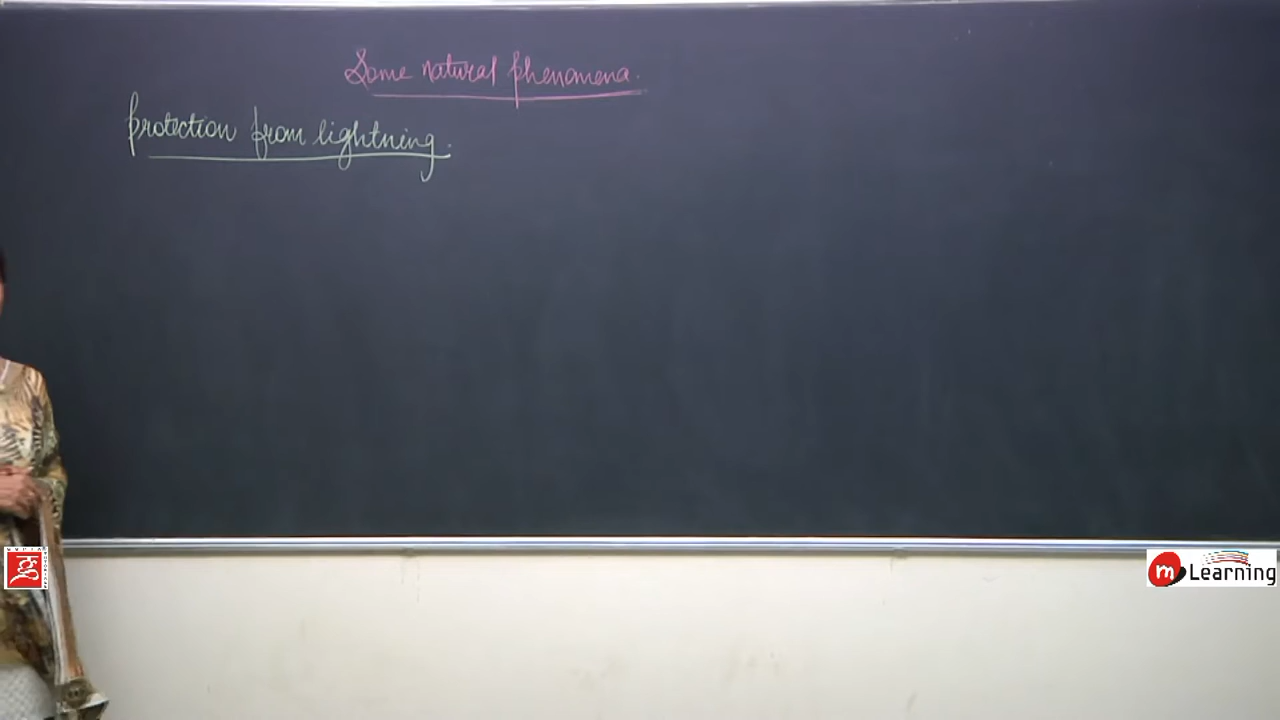 Some natural phenomena.
protection from lightning.
m Learning